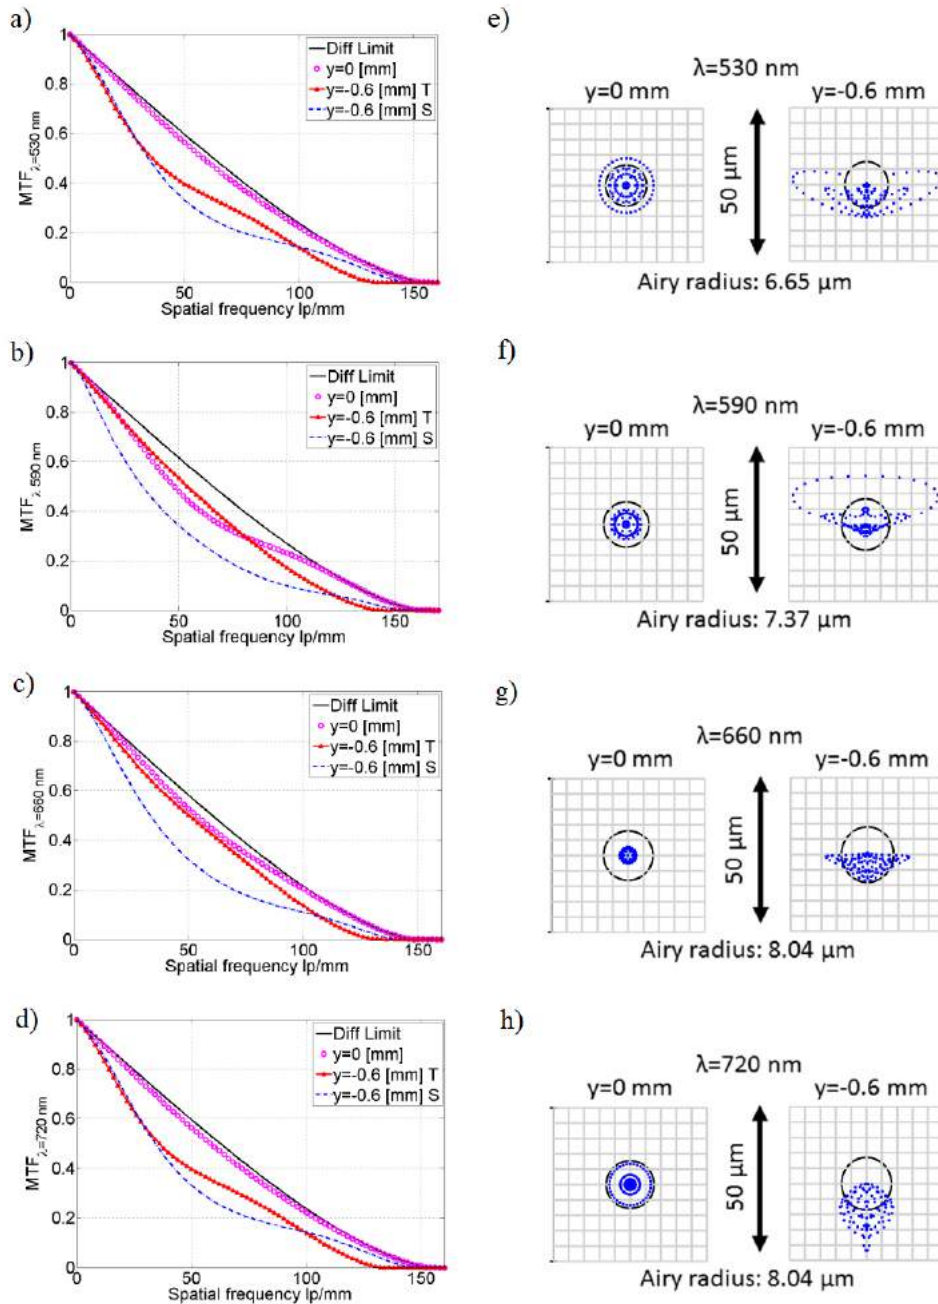 a)
1
0.8
0.6
0.4
0.2
0
MTFλ=530 nm
Diff Limit
y=0 [mm]
y=-0.6 [mm] T
y=-0.6 [mm] S
0 50 100 150
Spatial frequency lp/mm
e)
λ=530 nm
y=0 mm y=-0.6 mm
50 µm
Airy radius: 6.65 µm
b)
1
0.8
0.6
0.4
0.2
0
MTFλ 590 nm
Diff Limit
y=0 [mm]
y=-0.6 [mm] T
y=-0.6 [mm] S
0 50 100 150
Spatial frequency lp/mm
f)
λ=590 nm
y=0 mm y=-0.6 mm
50 µm
Airy radius: 7.37 µm
c)
1
0.8
0.6
0.4
0.2
0
MTFλ=660 nm
Diff Limit
y=0 [mm]
y=-0.6 [mm] T
y=-0.6 [mm] S
0 50 100 150
Spatial frequency lp/mm
g)
λ=660 nm
y=0 mm y=-0.6 mm
50 µm
Airy radius: 8.04 µm
d)
1
0.8
0.6
0.4
0.2
0
MTFλ=720 nm
Diff Limit
y=0 [mm]
y=-0.6 [mm] T
y=-0.6 [mm] S
0 50 100 150
Spatial frequency lp/mm
h)
λ=720 nm
y=0 mm y=-0.6 mm
50 µm
Airy radius: 8.04 µm